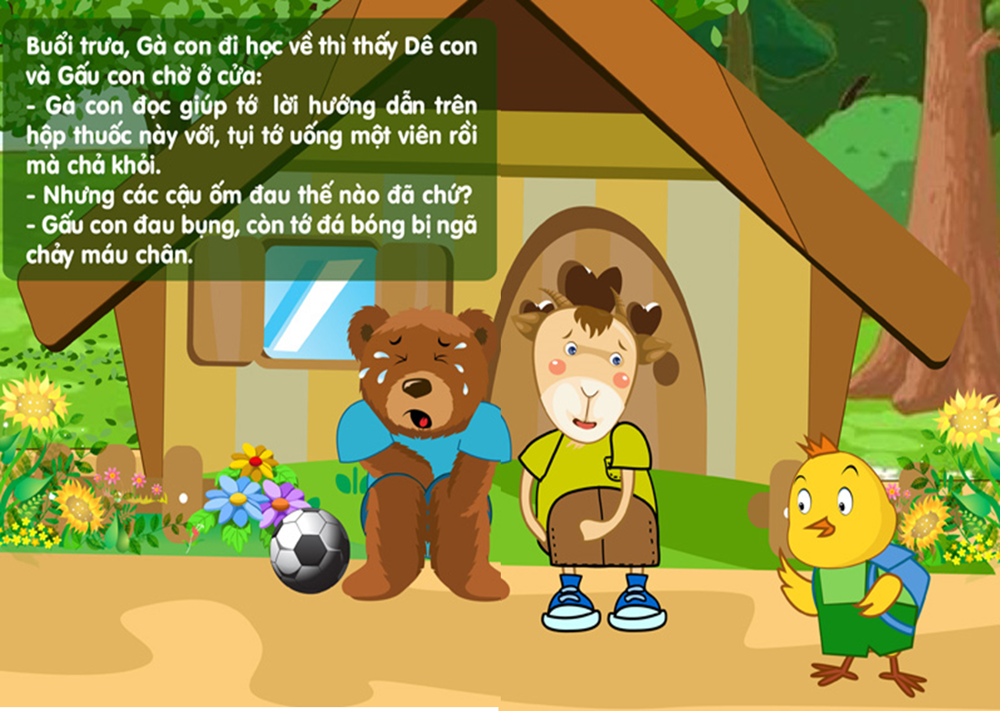 Buổi trưa, Gà con đi học về thì thấy Dê con
và Gấu con chờ ở cửa:
- Gà con đọc giúp tớ lời hướng dẫn trên
hộp thuốc này với, tụi tớ uống một viên rồi
mà chả khỏi.
- Nhưng các cậu ốm đau thế nào đã chứ?
- Gấu con đau bụng, còn tớ đá bóng bị ngã
chảy máu chân.